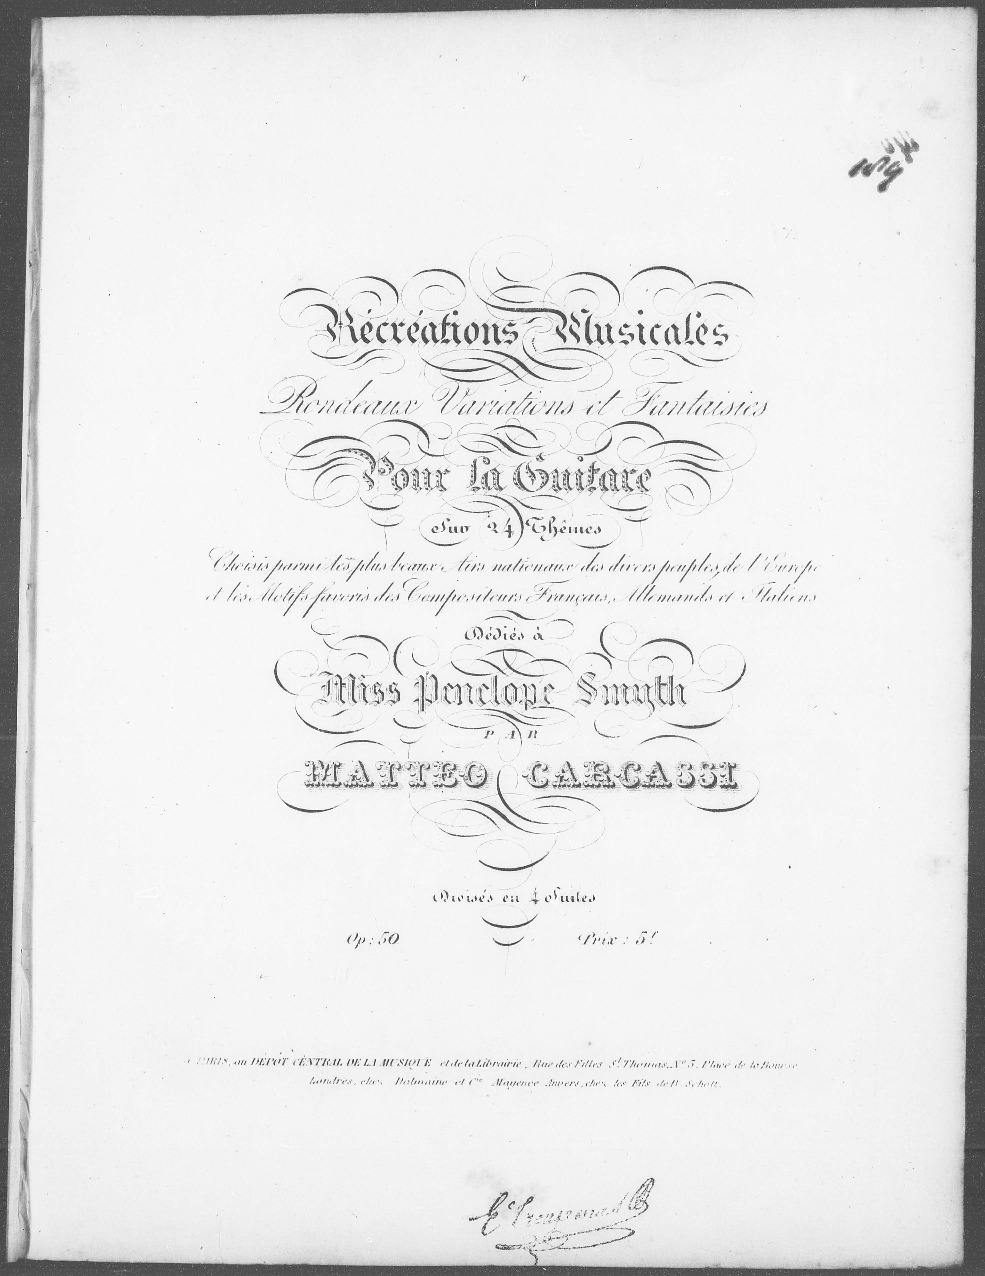 Récréations Musicales
Rondeaux Variations et Fantaisies
Pour la Guitare
Sur 24 Thêmes
Choisis parmi les plus beaux Airs nationaux des divers peuples, de l'Europe
et les Motifs favoris des Compositeurs Français, Allemands et Italiens
Dédiés à
Miss Penelope Smyth
PAR
MATTEO CARCASSI
Divisés en 4 Suites
Op: 50 Prix: 5f
PARIS, au DÉPÔT CENTRAL DE LA MUSIQUE et de la Librairie, Rue des Filles St Thomas, No 5, Place de la Bourse
Londres, chez Dalmaine et Cie Mayence Anvers, chez les Fils de B. Schott.